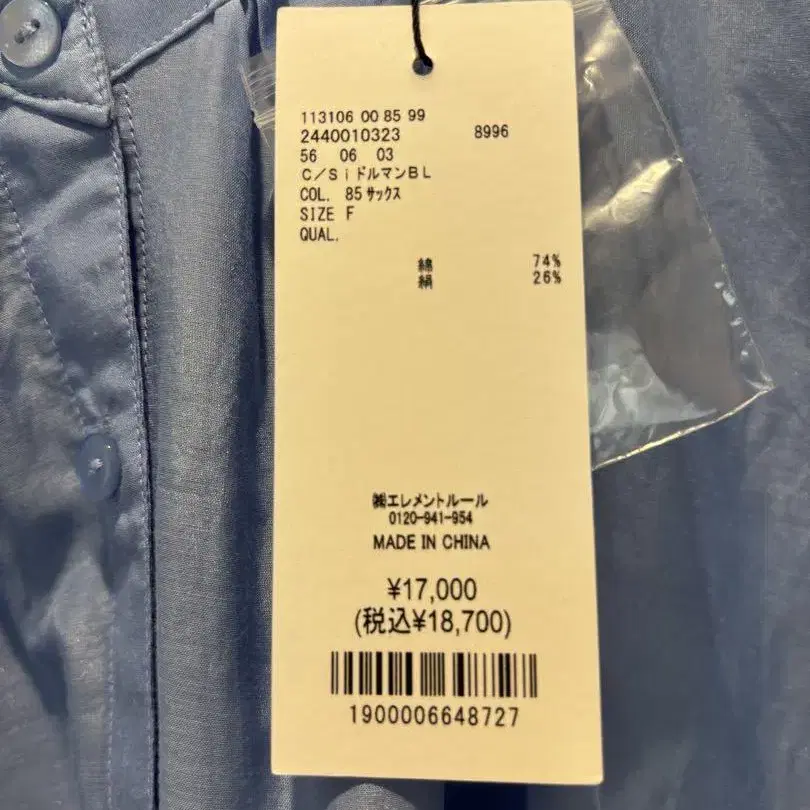 113106 00 85 99
2440010323 8996
56 06 03
C/SiドルマンBL
COL. 85サックス
SIZE F
QUAL.
綿 74%
絹 26%
㈱エレメントルール
0120-941-954
MADE IN CHINA
¥17,000
(税込¥18,700)
1900006648727